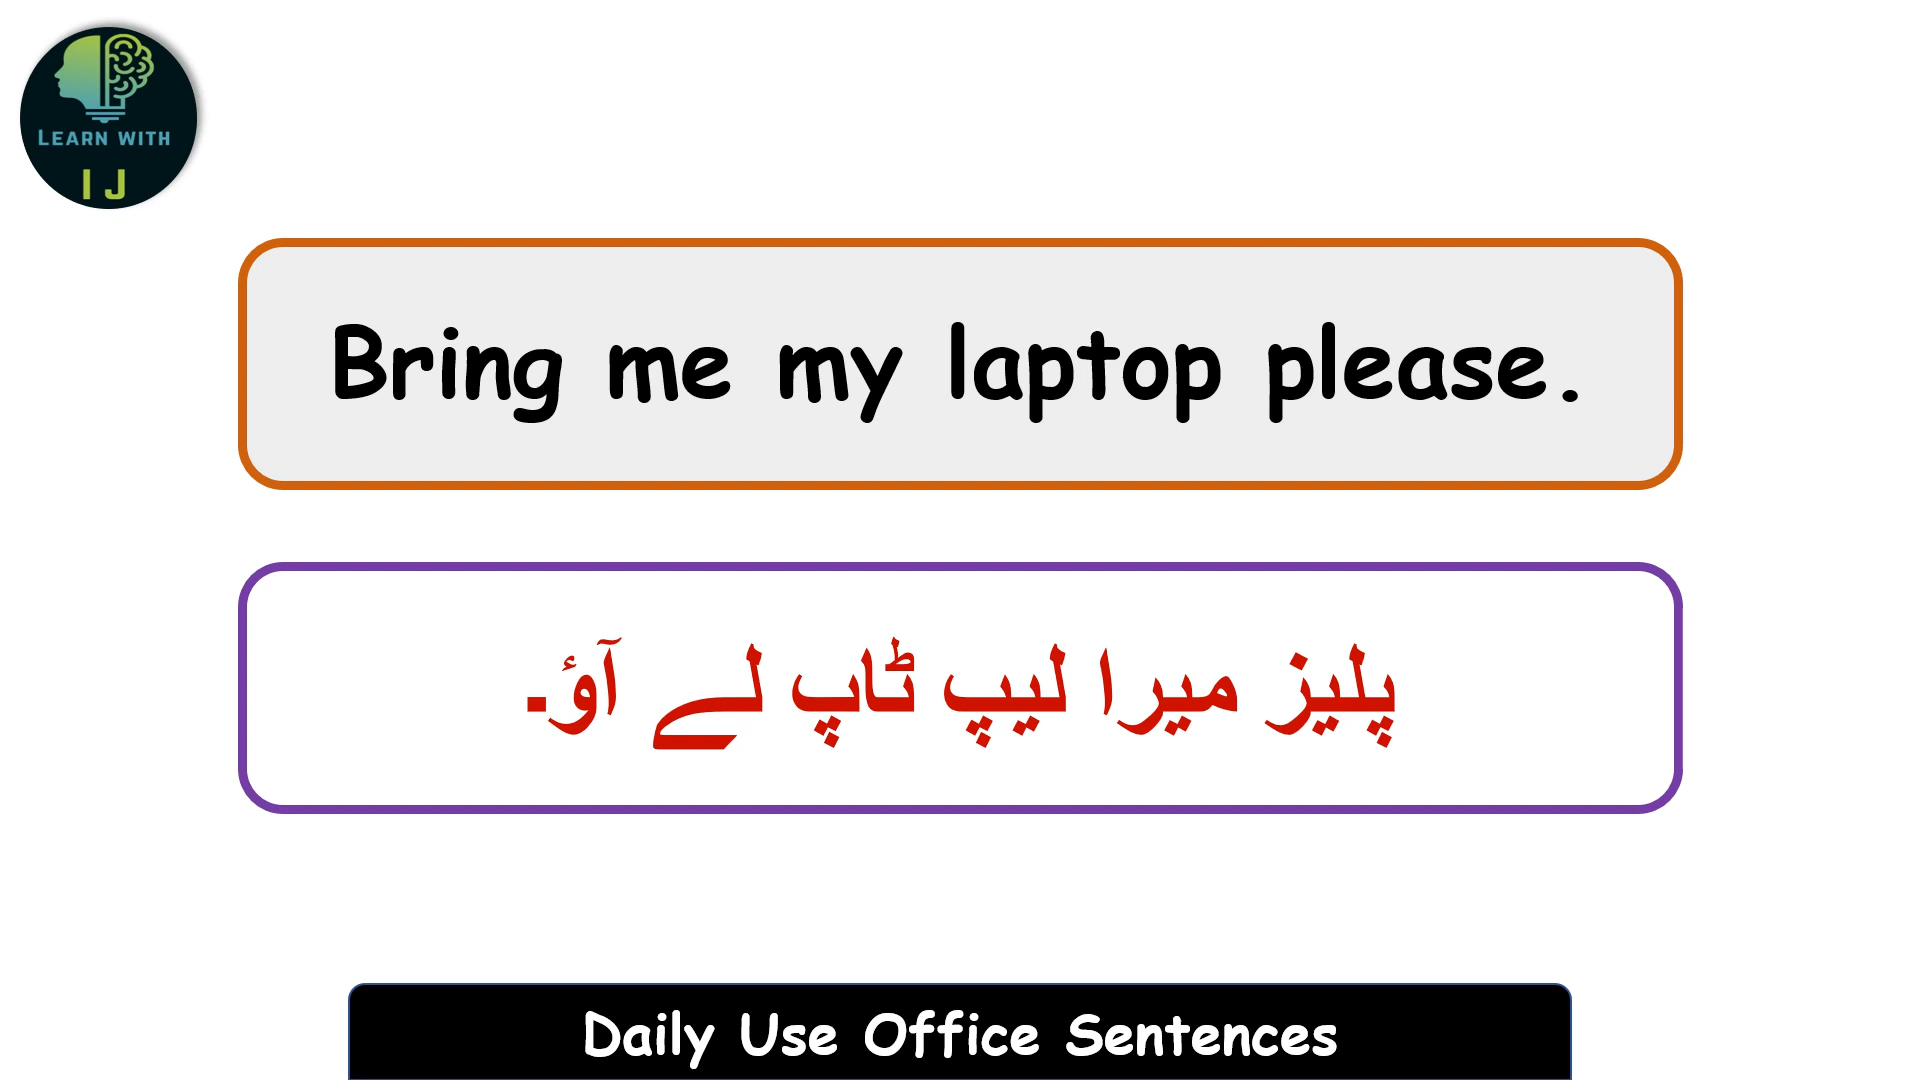 LEARN WITH
I J
Bring me my laptop please.
پلیز میرا لیپ ٹاپ لے آؤ۔
Daily Use Office Sentences